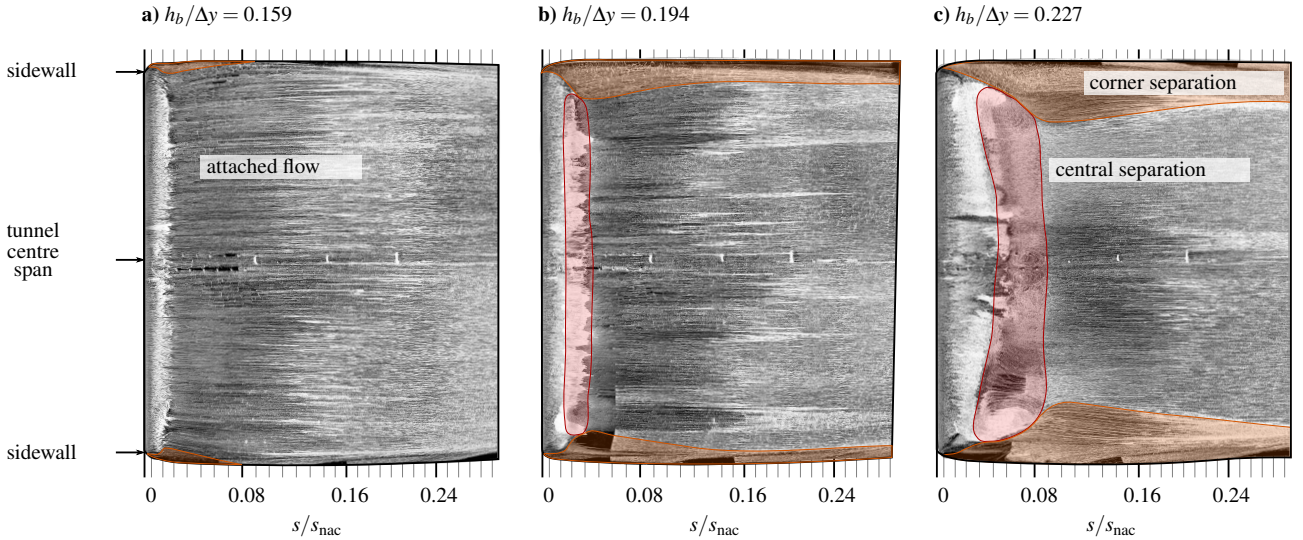 a) h_b/Δy = 0.159
b) h_b/Δy = 0.194
c) h_b/Δy = 0.227
sidewall
corner separation
attached flow
central separation
tunnel
centre
span
sidewall
0 0.08 0.16 0.24
0 0.08 0.16 0.24
0 0.08 0.16 0.24
s/s_nac
s/s_nac
s/s_nac